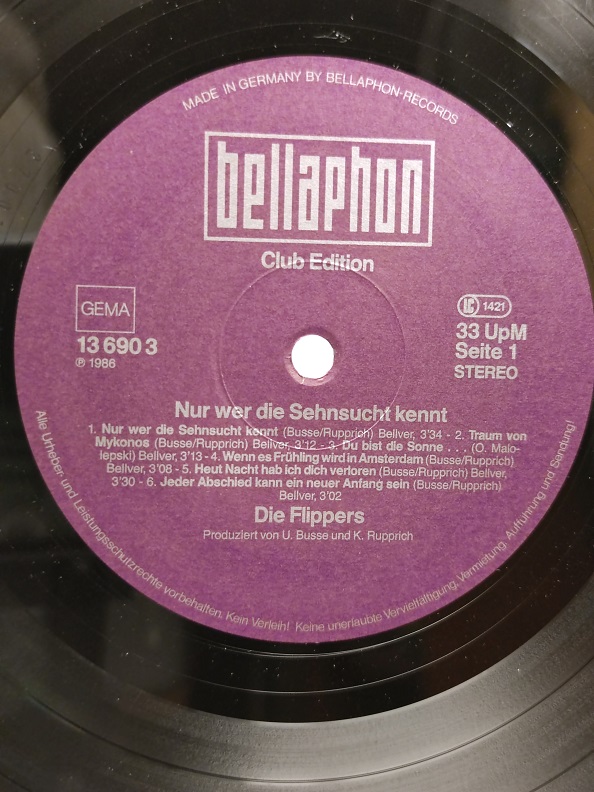 MADE IN GERMANY BY BELLAPHON-RECORDS
bellaphon
Club Edition
GEMA
13 690 3
℗ 1986
LC 1421
33 UpM
Seite 1
STEREO
Nur wer die Sehnsucht kennt
1. Nur wer die Sehnsucht kennt (Busse/Rupprich) Bellver, 3'34 - 2. Traum von
Mykonos (Busse/Rupprich) Bellver, 3'12 - 3. Du bist die Sonne . . . (O. Malo-
lepski) Bellver, 3'13 - 4. Wenn es Frühling wird in Amsterdam (Busse/Rupprich)
Bellver, 3'08 - 5. Heut Nacht hab ich dich verloren (Busse/Rupprich) Bellver,
3'30 - 6. Jeder Abschied kann ein neuer Anfang sein (Busse/Rupprich)
Bellver, 3'02
Die Flippers
Produziert von U. Busse und K. Rupprich
Alle Urheber und Leistungsschutzrechte vorbehalten. Kein Verleih! Keine unerlaubte Vervielfältigung, Vermietung, Aufführung und Sendung!